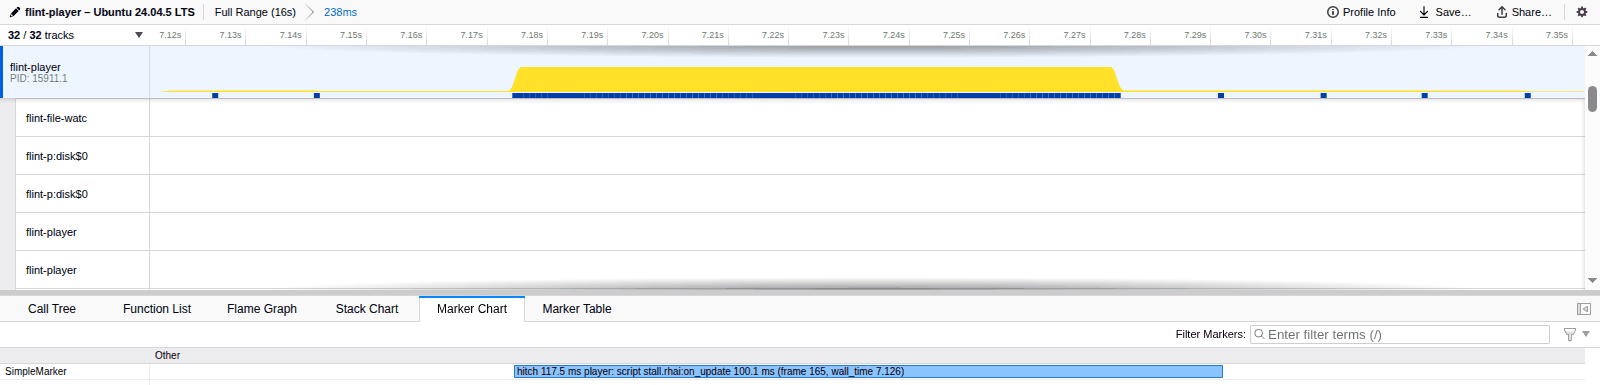 flint-player – Ubuntu 24.04.5 LTS Full Range (16s) 238ms Profile Info Save… Share…
32 / 32 tracks 7.12s 7.13s 7.14s 7.15s 7.16s 7.17s 7.18s 7.19s 7.20s 7.21s 7.22s 7.23s 7.24s 7.25s 7.26s 7.27s 7.28s 7.29s 7.30s 7.31s 7.32s 7.33s 7.34s 7.35s
flint-player
PID: 15911.1
flint-file-watc
flint-p:disk$0
flint-p:disk$0
flint-player
flint-player
Call Tree Function List Flame Graph Stack Chart Marker Chart Marker Table
Filter Markers: Enter filter terms (/)
Other
SimpleMarker hitch 117.5 ms player: script stall.rhai:on_update 100.1 ms (frame 165, wall_time 7.126)